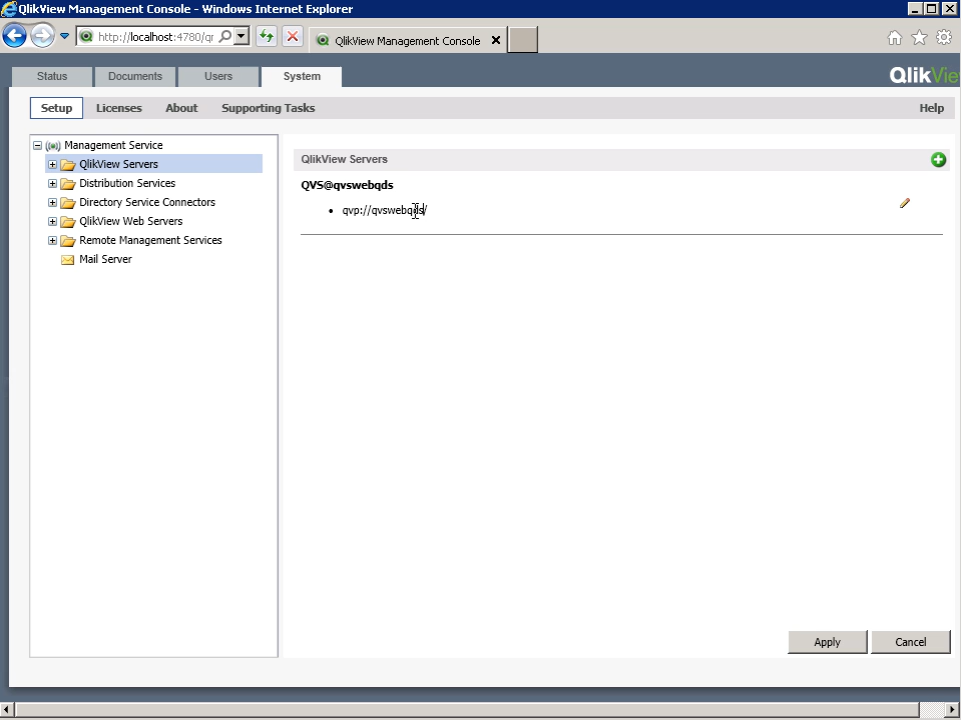 QlikView Management Console - Windows Internet Explorer
http://localhost:4780/qr
QlikView Management Console
Status Documents Users System
QlikVie
Setup Licenses About Supporting Tasks Help
Management Service
QlikView Servers
Distribution Services
Directory Service Connectors
QlikView Web Servers
Remote Management Services
Mail Server
QlikView Servers
QVS@qvswebqds
• qvp://qvswebqds/
Apply Cancel